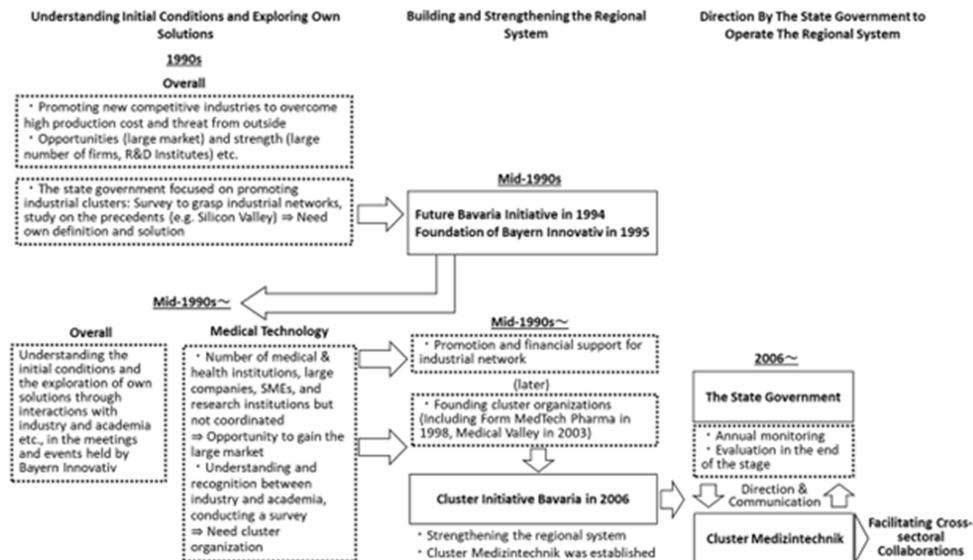 Understanding Initial Conditions and Exploring Own
Solutions
1990s
Overall
・Promoting new competitive industries to overcome
high production cost and threat from outside
・Opportunities (large market) and strength (large
number of firms, R&D Institutes) etc.
・The state government focused on promoting
industrial clusters: Survey to grasp industrial networks,
study on the precedents (e.g. Silicon Valley) ⇒ Need
own definition and solution
Building and Strengthening the Regional
System
Mid-1990s
Future Bavaria Initiative in 1994
Foundation of Bayern Innovativ in 1995
Direction By The State Government to
Operate The Regional System
Mid-1990s～
Overall
Understanding the
initial conditions and
the exploration of own
solutions through
interactions with
industry and academia
etc., in the meetings
and events held by
Bayern Innovativ
Medical Technology
・Number of medical &
health institutions, large
companies, SMEs, and
research institutions but
not coordinated
⇒ Opportunity to gain the
large market
・Understanding and
recognition between
industry and academia,
conducting a survey
⇒ Need cluster
organization
Mid-1990s～
・Promotion and financial support for
industrial network
(later)
・Founding cluster organizations
(Including Form MedTech Pharma in
1998, Medical Valley in 2003)
Cluster Initiative Bavaria in 2006
・Strengthening the regional system
・Cluster Medizintechnik was established
2006～
The State Government
・Annual monitoring
・Evaluation in the end
of the stage
Direction &
Communication
Cluster Medizintechnik
Facilitating Cross-
sectoral
Collaborations